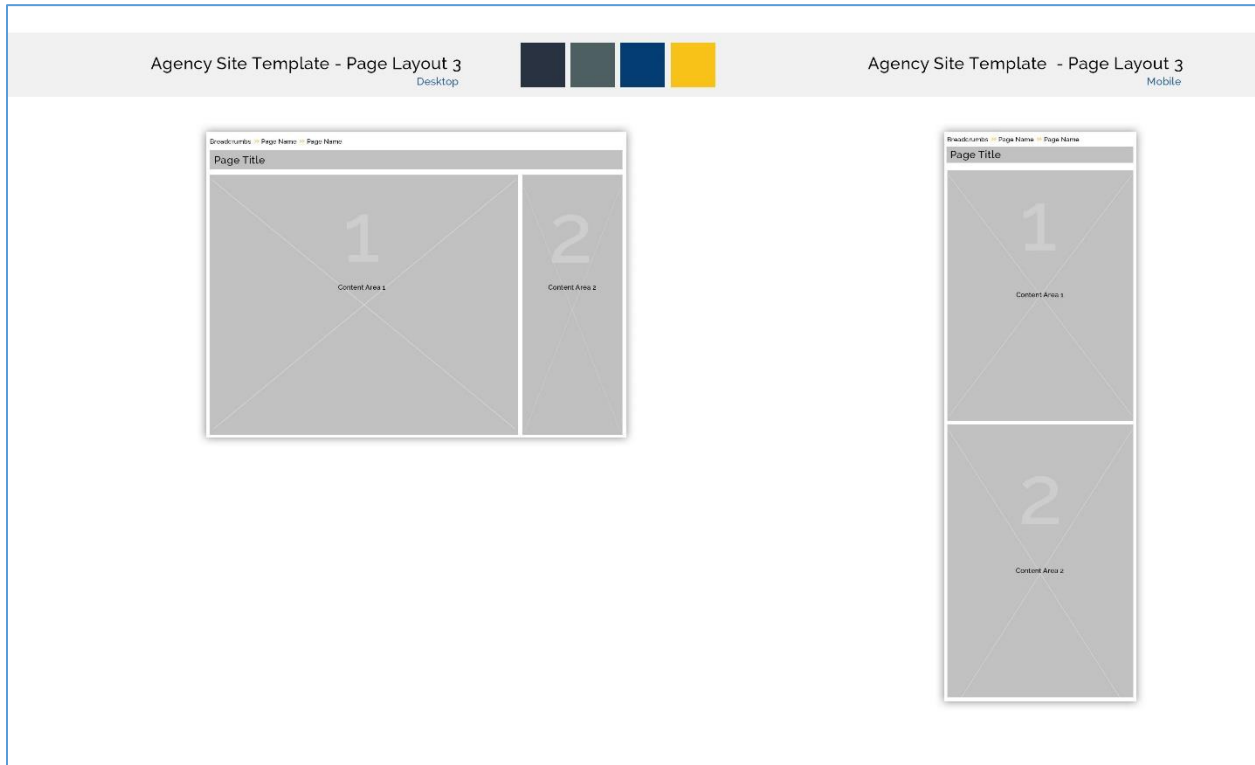 Agency Site Template - Page Layout 3
Desktop
Agency Site Template - Page Layout 3
Mobile
Breadcrumbs >> Page Name >> Page Name
Page Title
1
Content Area 1
2
Content Area 2
Breadcrumbs >> Page Name >> Page Name
Page Title
1
Content Area 1
2
Content Area 2